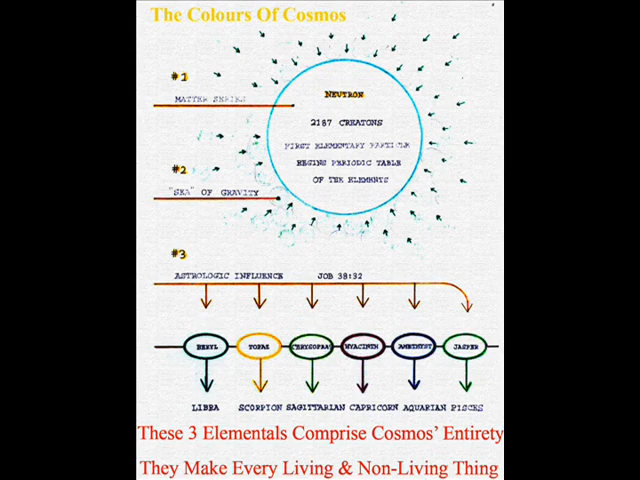 The Colours Of Cosmos
#1
MATTER SERIES
NEUTRON
2187 CREATONS
FIRST ELEMENTARY PARTICLE
BEGINS PERIODIC TABLE
OF THE ELEMENTS
#2
"SEA" OF GRAVITY
#3
ASTROLOGIC INFLUENCE JOB 38:32
BERYL TOPAZ CHRYSOPRAS HYACINTH AMETHYST JASPER
LIBRA SCORPION SAGITTARIAN CAPRICORN AQUARIAN PISCES
These 3 Elementals Comprise Cosmos' Entirety
They Make Every Living & Non-Living Thing